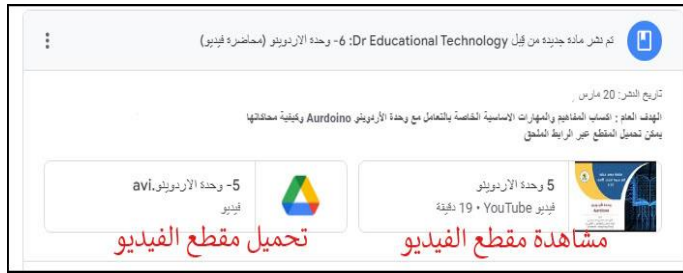 تم نشر مادة جديدة من قِبل Dr Educational Technology: 6- وحدة الاردوينو (محاضرة فيديو)
تاريخ النشر: 20 مارس
الهدف العام : اكساب المفاهيم والمهارات الاساسية الخاصة بالتعامل مع وحدة الأردوينو Aurdoino وكيفية محاكاتها
يمكن تحميل المقطع عبر الرابط الملحق
5 وحدة الاردوينو
فيديو YouTube • 19 دقيقة
5- وحدة الاردوينو.avi
فيديو
مشاهدة مقطع الفيديو
تحميل مقطع الفيديو